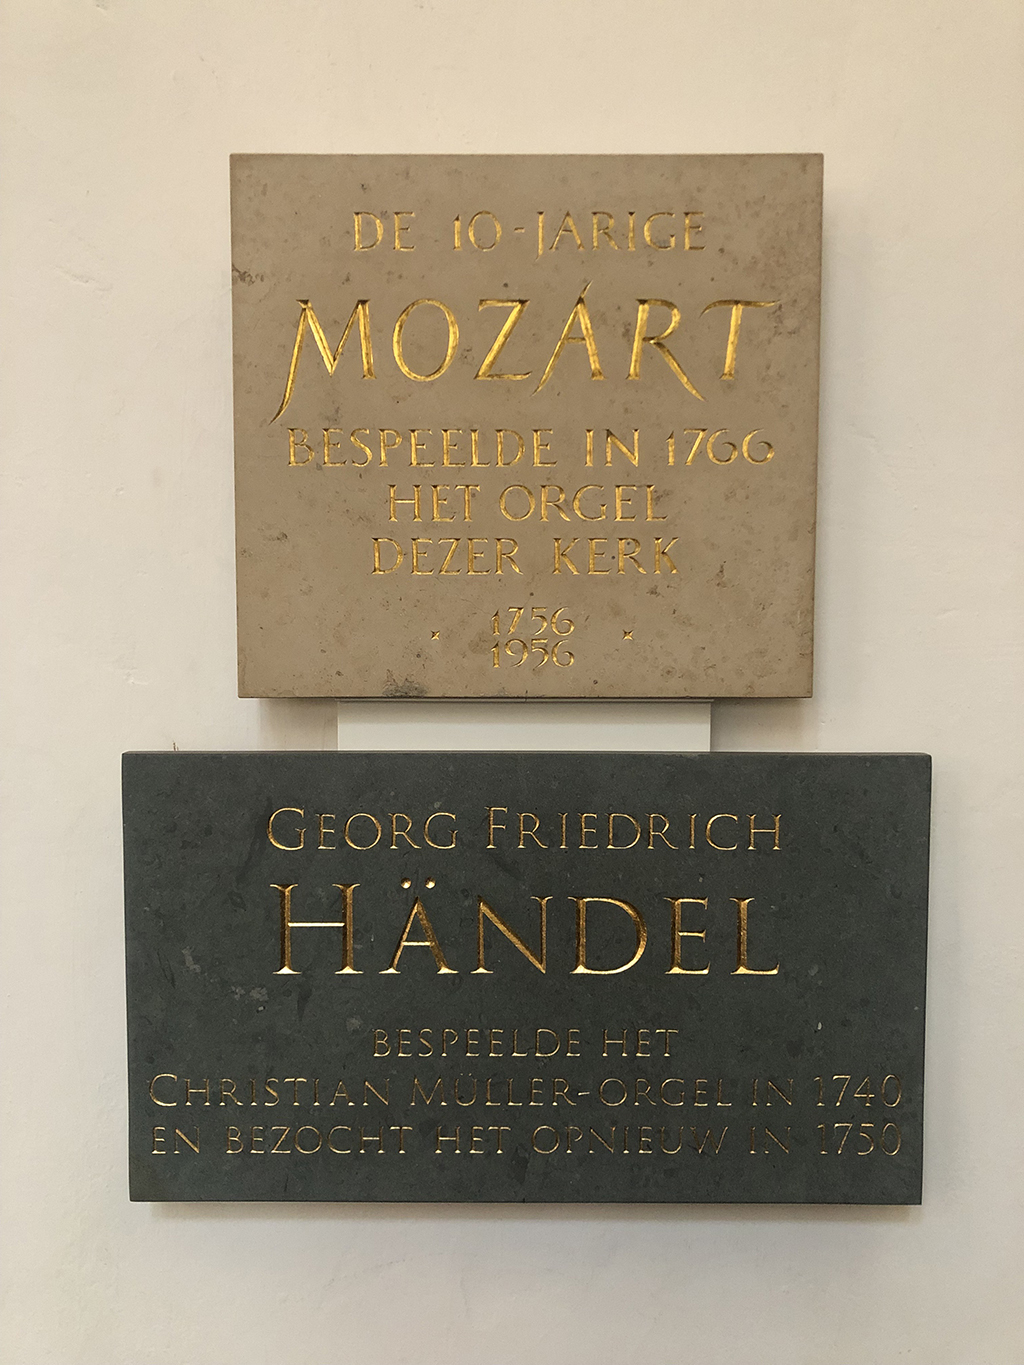 DE 10-JARIGE
MOZART
BESPEELDE IN 1766
HET ORGEL
DEZER KERK
1756
1956
GEORG FRIEDRICH
HÄNDEL
BESPEELDE HET
CHRISTIAN MÜLLER-ORGEL IN 1740
EN BEZOCHT HET OPNIEUW IN 1750